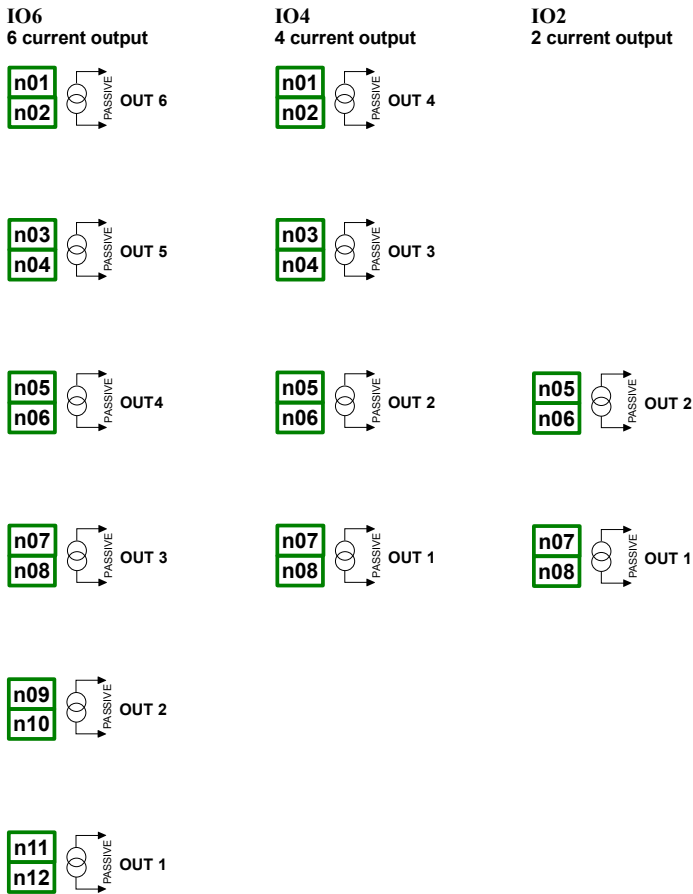 IO6
6 current output
n01
n02
PASSIVE
OUT 6
n03
n04
PASSIVE
OUT 5
n05
n06
PASSIVE
OUT4
n07
n08
PASSIVE
OUT 3
n09
n10
PASSIVE
OUT 2
n11
n12
PASSIVE
OUT 1
IO4
4 current output
n01
n02
PASSIVE
OUT 4
n03
n04
PASSIVE
OUT 3
n05
n06
PASSIVE
OUT 2
n07
n08
PASSIVE
OUT 1
IO2
2 current output
n05
n06
PASSIVE
OUT 2
n07
n08
PASSIVE
OUT 1